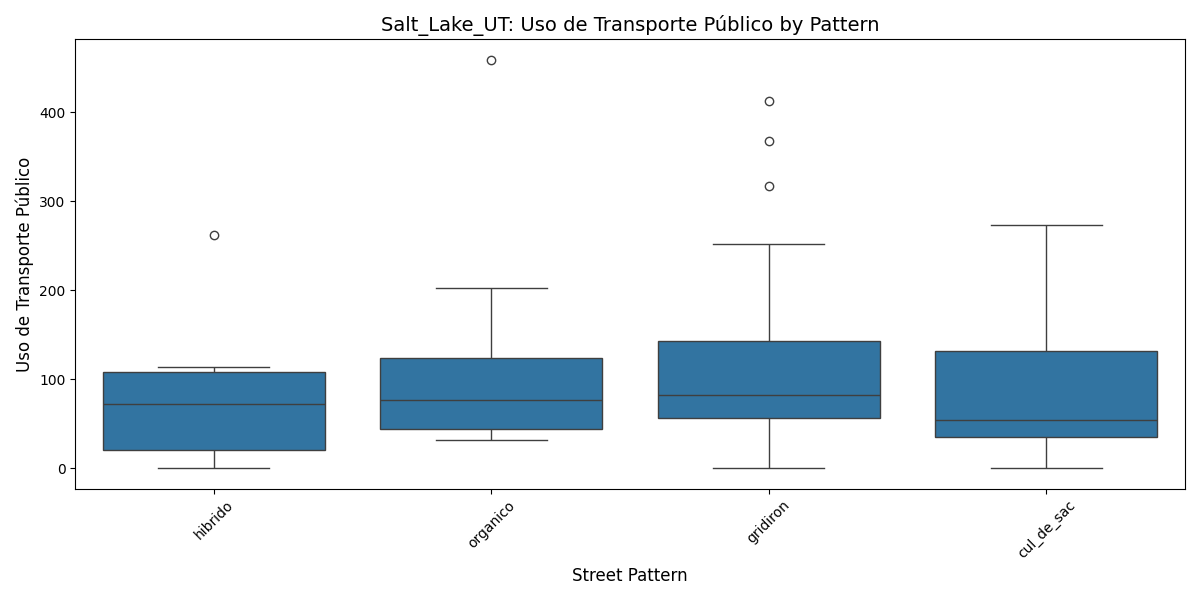 Salt_Lake_UT: Uso de Transporte Público by Pattern
Uso de Transporte Público
400
300
200
100
0
hibrido
organico
gridiron
cul_de_sac
Street Pattern